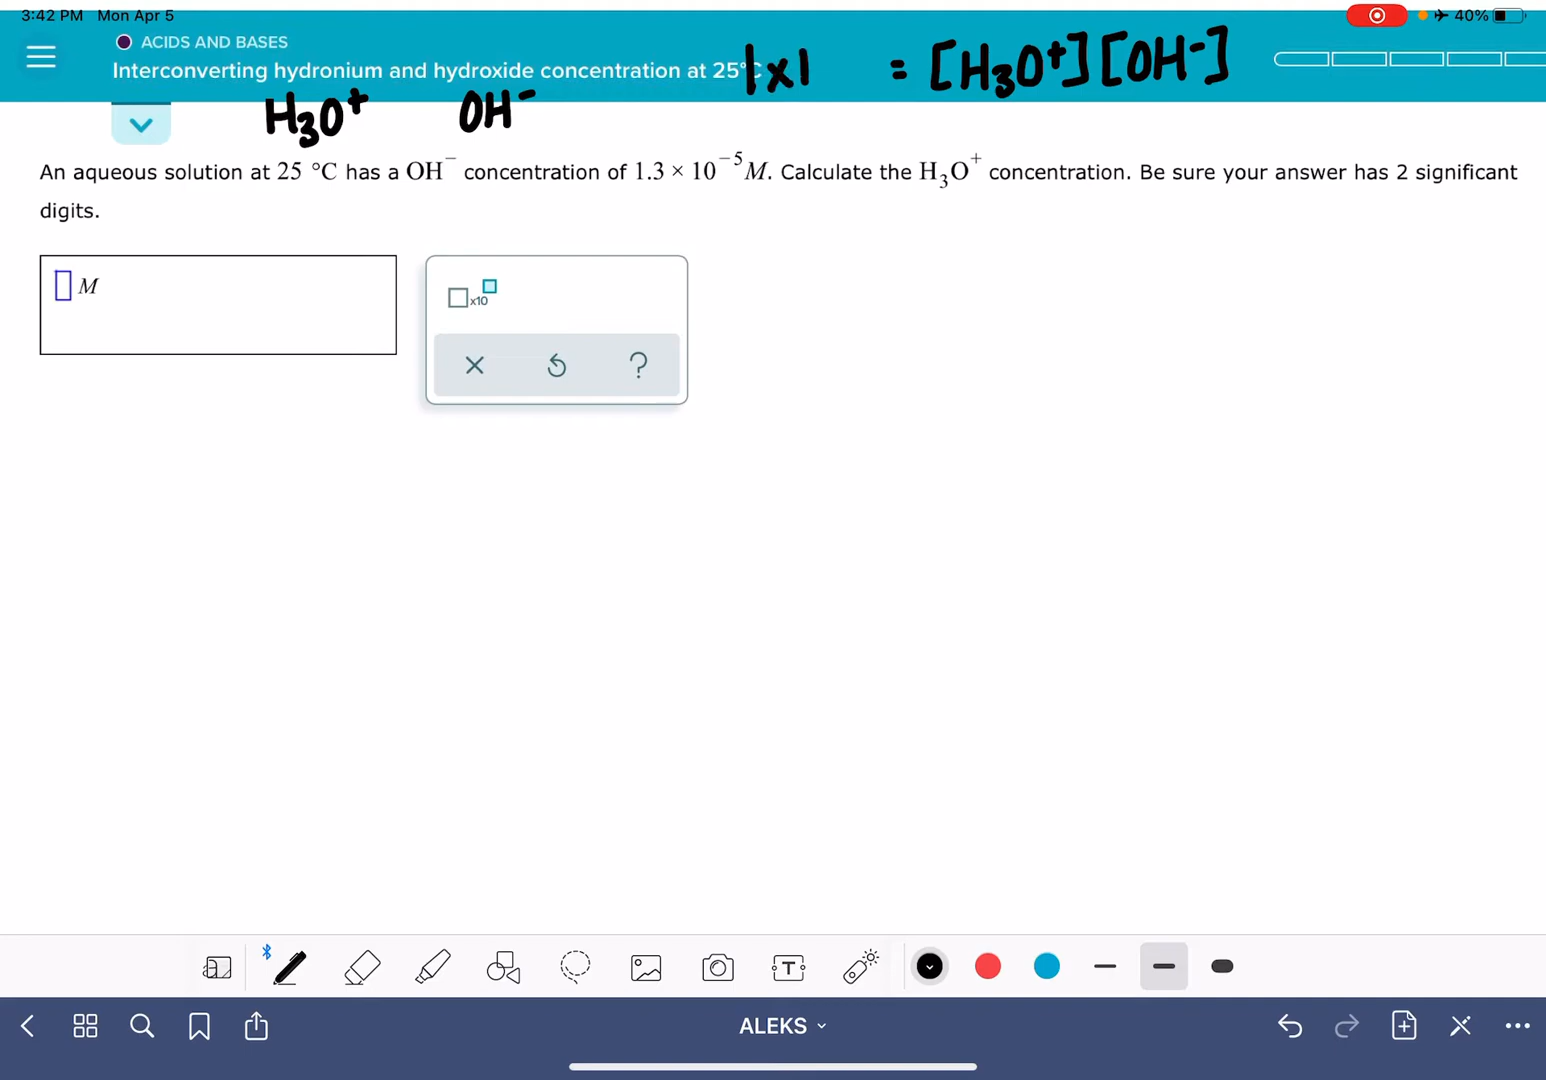 3:42 PM Mon Apr 5
40%
ACIDS AND BASES
Interconverting hydronium and hydroxide concentration at 25°C
1x1 = [H₃O⁺][OH⁻]
H₃O⁺ OH⁻
An aqueous solution at 25 °C has a OH⁻ concentration of 1.3 × 10⁻⁵ M. Calculate the H₃O⁺ concentration. Be sure your answer has 2 significant
digits.
M
x10
?
T
ALEKS